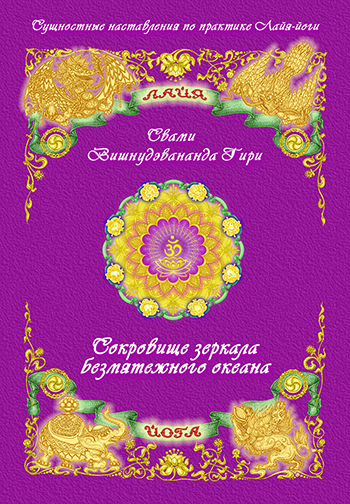 Сущностные наставления по практике Лайя-йоги
ЛАЙЯ
Свами
Вишнудэвананда Гири
ॐ
Сокровище зеркала
безмятежного океана
ЙОГА